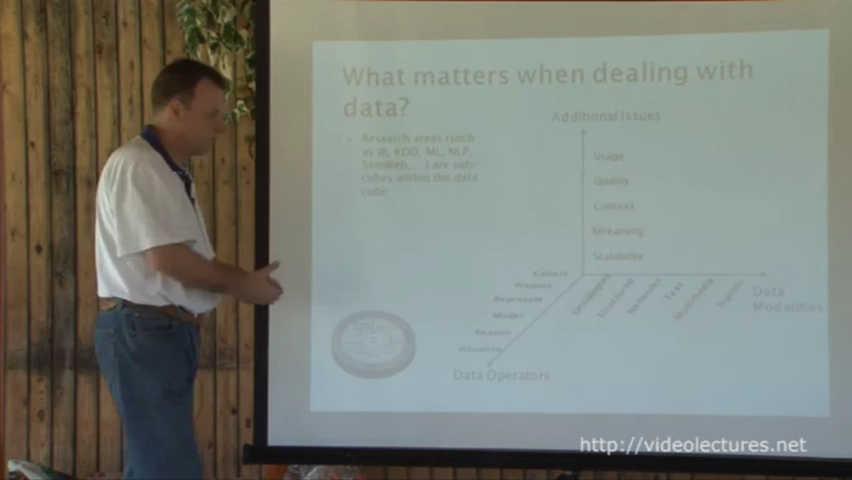 What matters when dealing with
data?
Research areas (such
as IR, KDD, ML, NLP,
SemWeb, …) are sub-
cubes within the data
cube
Additional Issues
Usage
Quality
Context
Streaming
Scalability
Collect
Prepare
Represent
Model
Reason
Visualize
Data Operators
Ontologies
Structured
Networks
Text
Multimedia
Signals
Data
Modalities
http://videolectures.net